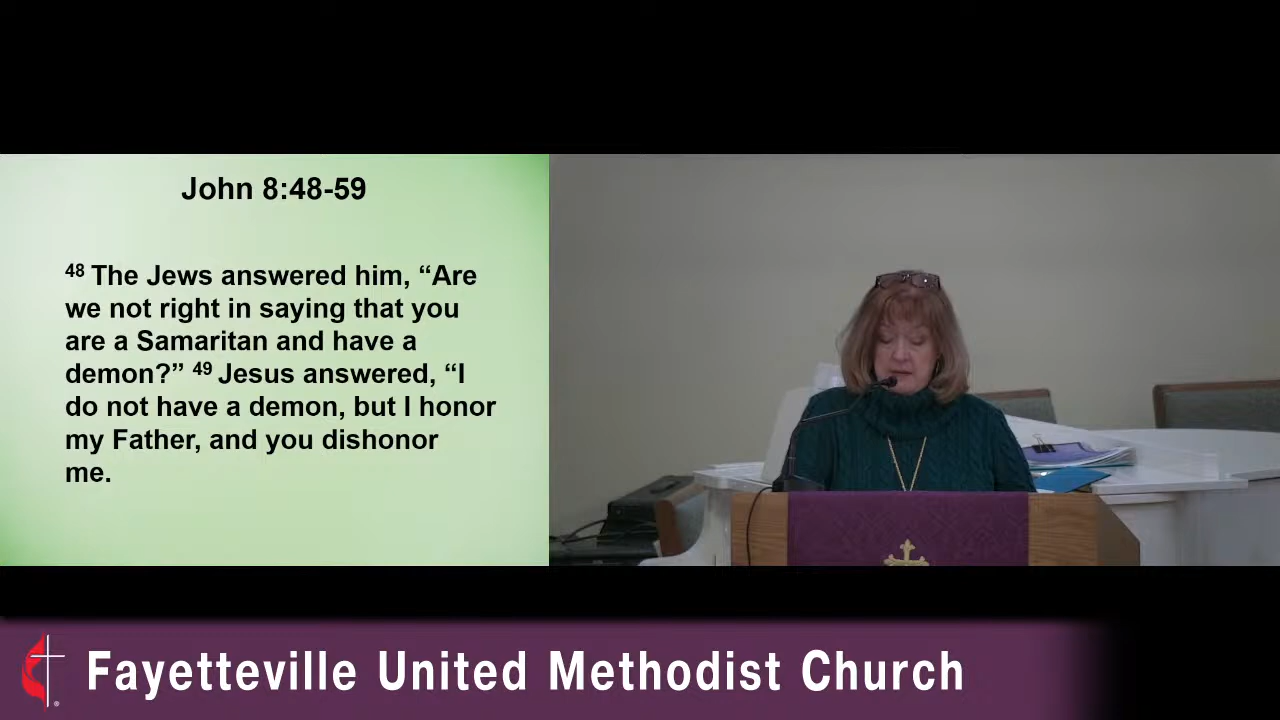 John 8:48-59
48 The Jews answered him, “Are
we not right in saying that you
are a Samaritan and have a
demon?” 49 Jesus answered, “I
do not have a demon, but I honor
my Father, and you dishonor
me.
Fayetteville United Methodist Church
®